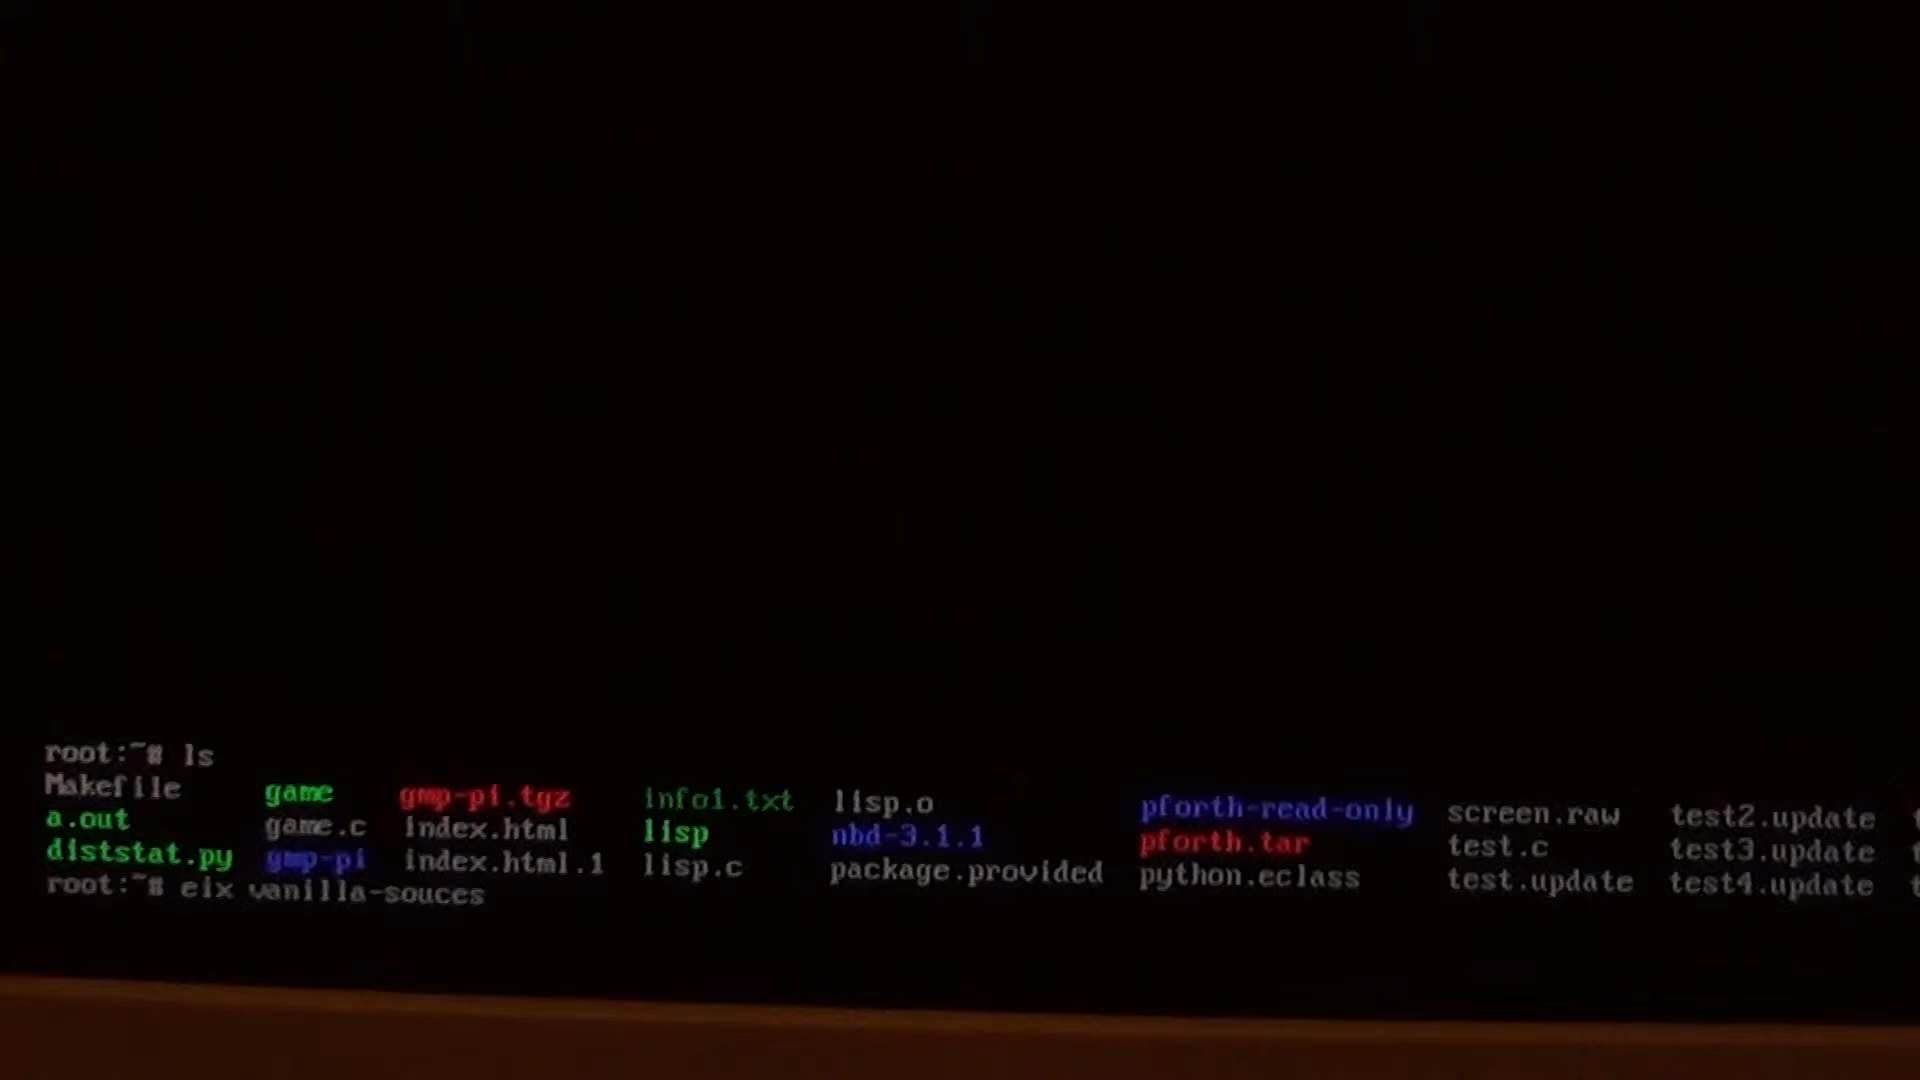 root:~# ls
Makefile game gmp-pi.tgz info1.txt lisp.o pforth-read-only screen.raw test2.update
a.out game.c index.html lisp nbd-3.1.1 pforth.tar test.c test3.update
diststat.py gmp-pi index.html.1 lisp.c package.provided python.eclass test.update test4.update
root:~# eix vanilla-souces